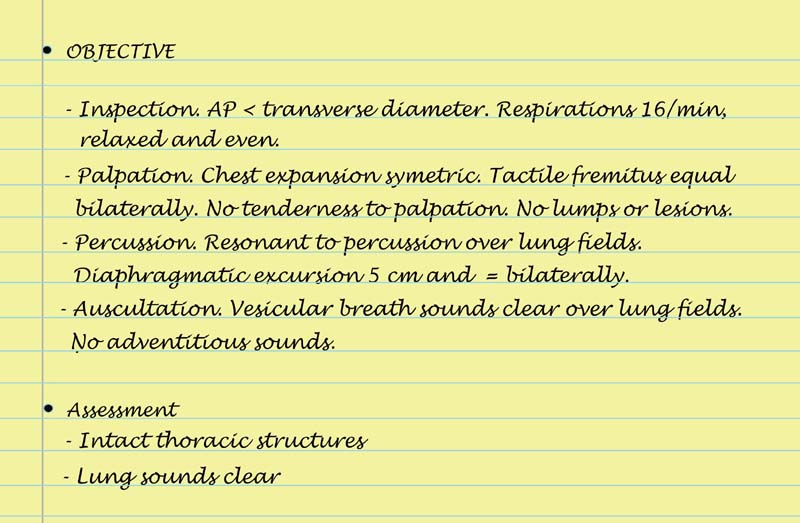 • OBJECTIVE
- Inspection. AP < transverse diameter. Respirations 16/min,
relaxed and even.
- Palpation. Chest expansion symetric. Tactile fremitus equal
bilaterally. No tenderness to palpation. No lumps or lesions.
- Percussion. Resonant to percussion over lung fields.
Diaphragmatic excursion 5 cm and = bilaterally.
- Auscultation. Vesicular breath sounds clear over lung fields.
No adventitious sounds.
• Assessment
- Intact thoracic structures
- Lung sounds clear